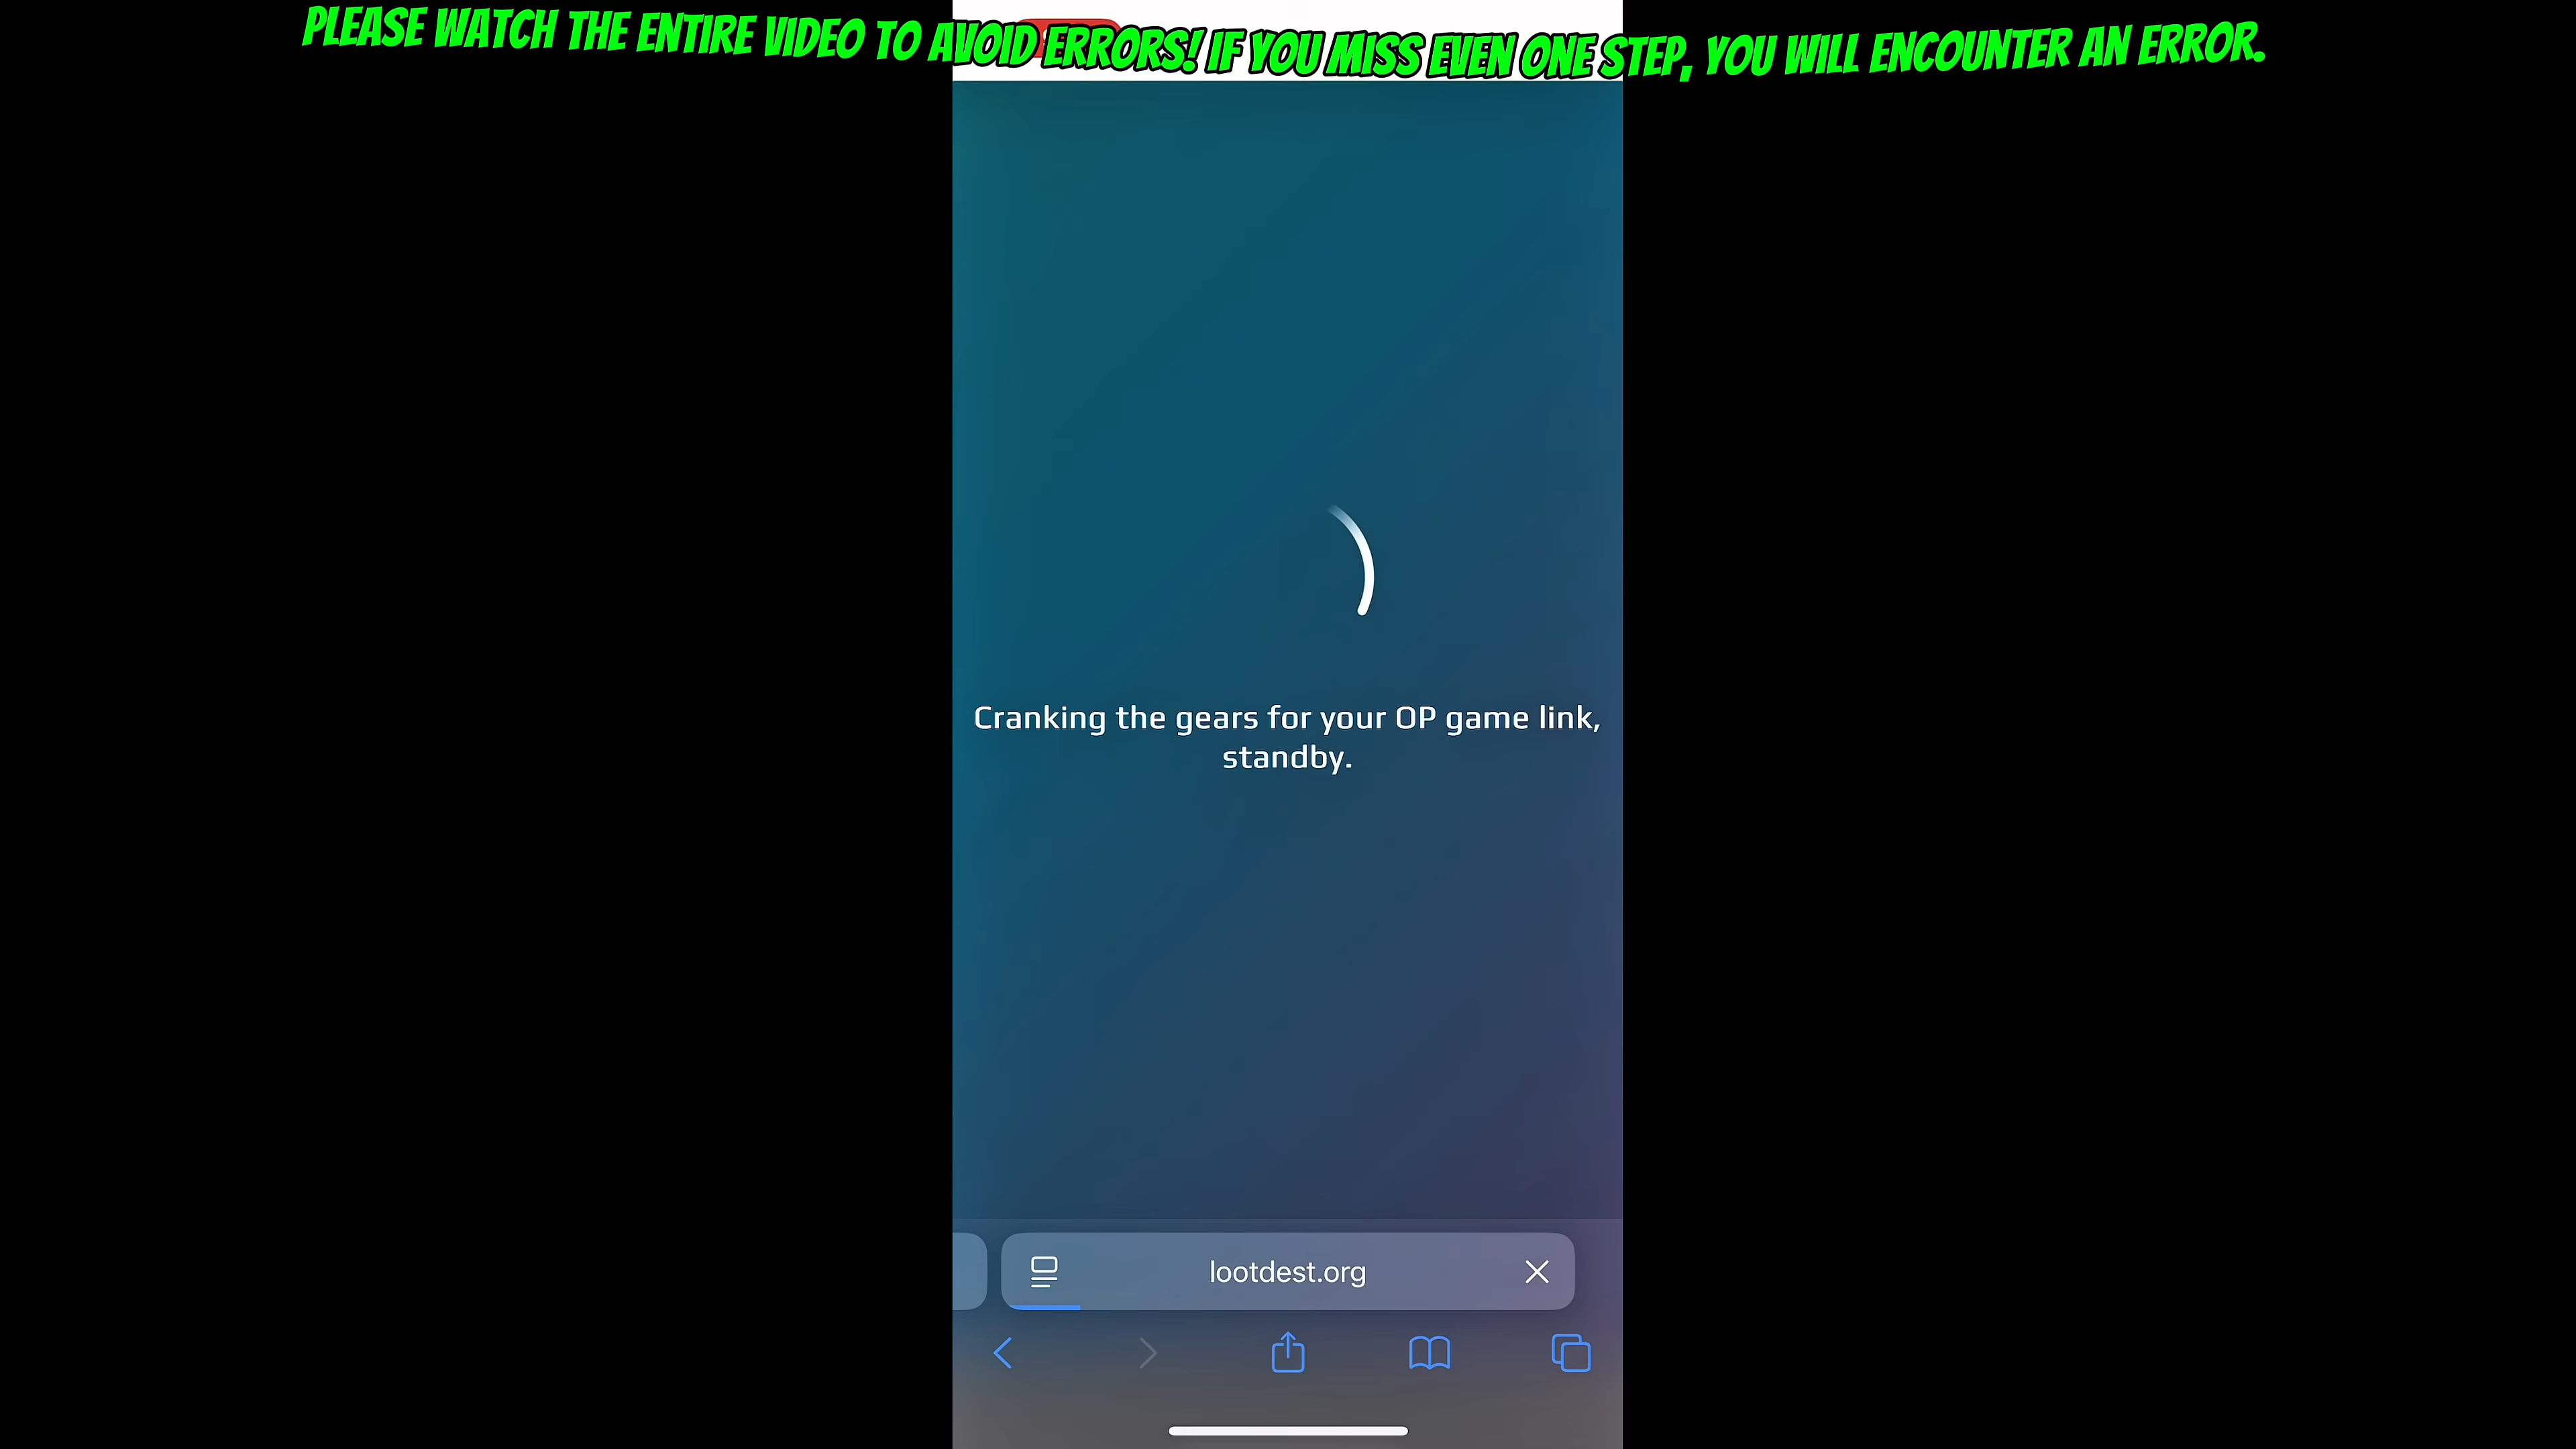 PLEASE WATCH THE ENTIRE VIDEO TO AVOID ERRORS! IF YOU MISS EVEN ONE STEP, YOU WILL ENCOUNTER AN ERROR.
Cranking the gears for your OP game link,
standby.
lootdest.org